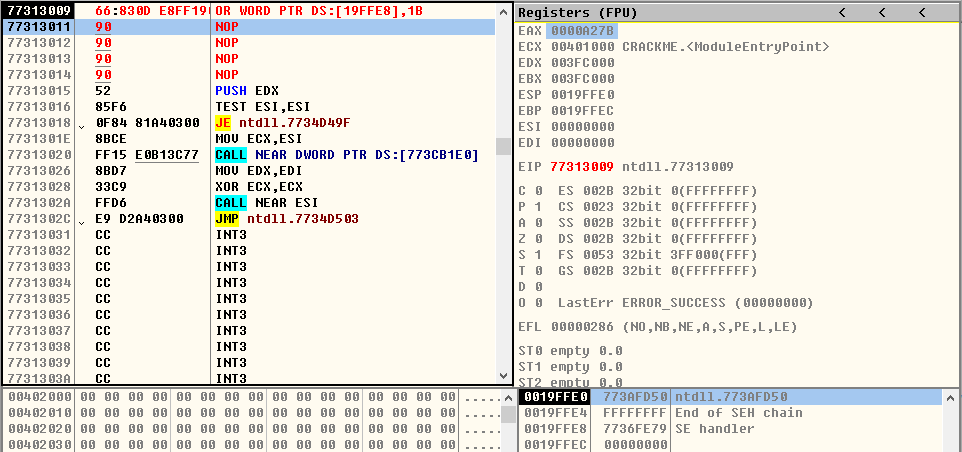 77313009 66:830D E8FF19 OR WORD PTR DS:[19FFE8],1B
77313011 90 NOP
77313012 90 NOP
77313013 90 NOP
77313014 90 NOP
77313015 52 PUSH EDX
77313016 85F6 TEST ESI,ESI
77313018 0F84 81A40300 JE ntdll.7734D49F
7731301E 8BCE MOV ECX,ESI
77313020 FF15 E0B13C77 CALL NEAR DWORD PTR DS:[773CB1E0]
77313026 8BD7 MOV EDX,EDI
77313028 33C9 XOR ECX,ECX
7731302A FFD6 CALL NEAR ESI
7731302C E9 D2A40300 JMP ntdll.7734D503
77313031 CC INT3
77313032 CC INT3
77313033 CC INT3
77313034 CC INT3
77313035 CC INT3
77313036 CC INT3
77313037 CC INT3
77313038 CC INT3
77313039 CC INT3
7731303A CC INT3
Registers (FPU) < < <
EAX 0000A27B
ECX 00401000 CRACKME.<ModuleEntryPoint>
EDX 003FC000
EBX 003FC000
ESP 0019FFE0
EBP 0019FFEC
ESI 00000000
EDI 00000000
EIP 77313009 ntdll.77313009
C 0 ES 002B 32bit 0(FFFFFFFF)
P 1 CS 0023 32bit 0(FFFFFFFF)
A 0 SS 002B 32bit 0(FFFFFFFF)
Z 0 DS 002B 32bit 0(FFFFFFFF)
S 1 FS 0053 32bit 3FF000(FFF)
T 0 GS 002B 32bit 0(FFFFFFFF)
D 0
O 0 LastErr ERROR_SUCCESS (00000000)
EFL 00000286 (NO,NB,NE,A,S,PE,L,LE)
ST0 empty 0.0
ST1 empty 0.0
ST2 empty 0.0
00402000 00 00 00 00 00 00 00 00 00 00 00 00 00 00 00 00 .....
00402010 00 00 00 00 00 00 00 00 00 00 00 00 00 00 00 00 .....
00402020 00 00 00 00 00 00 00 00 00 00 00 00 00 00 00 00 .....
00402030 00 00 00 00 00 00 00 00 00 00 00 00 00 00 00 00 .....
0019FFE0 773AFD50 ntdll.773AFD50
0019FFE4 FFFFFFFF End of SEH chain
0019FFE8 7736FE79 SE handler
0019FFEC 00000000